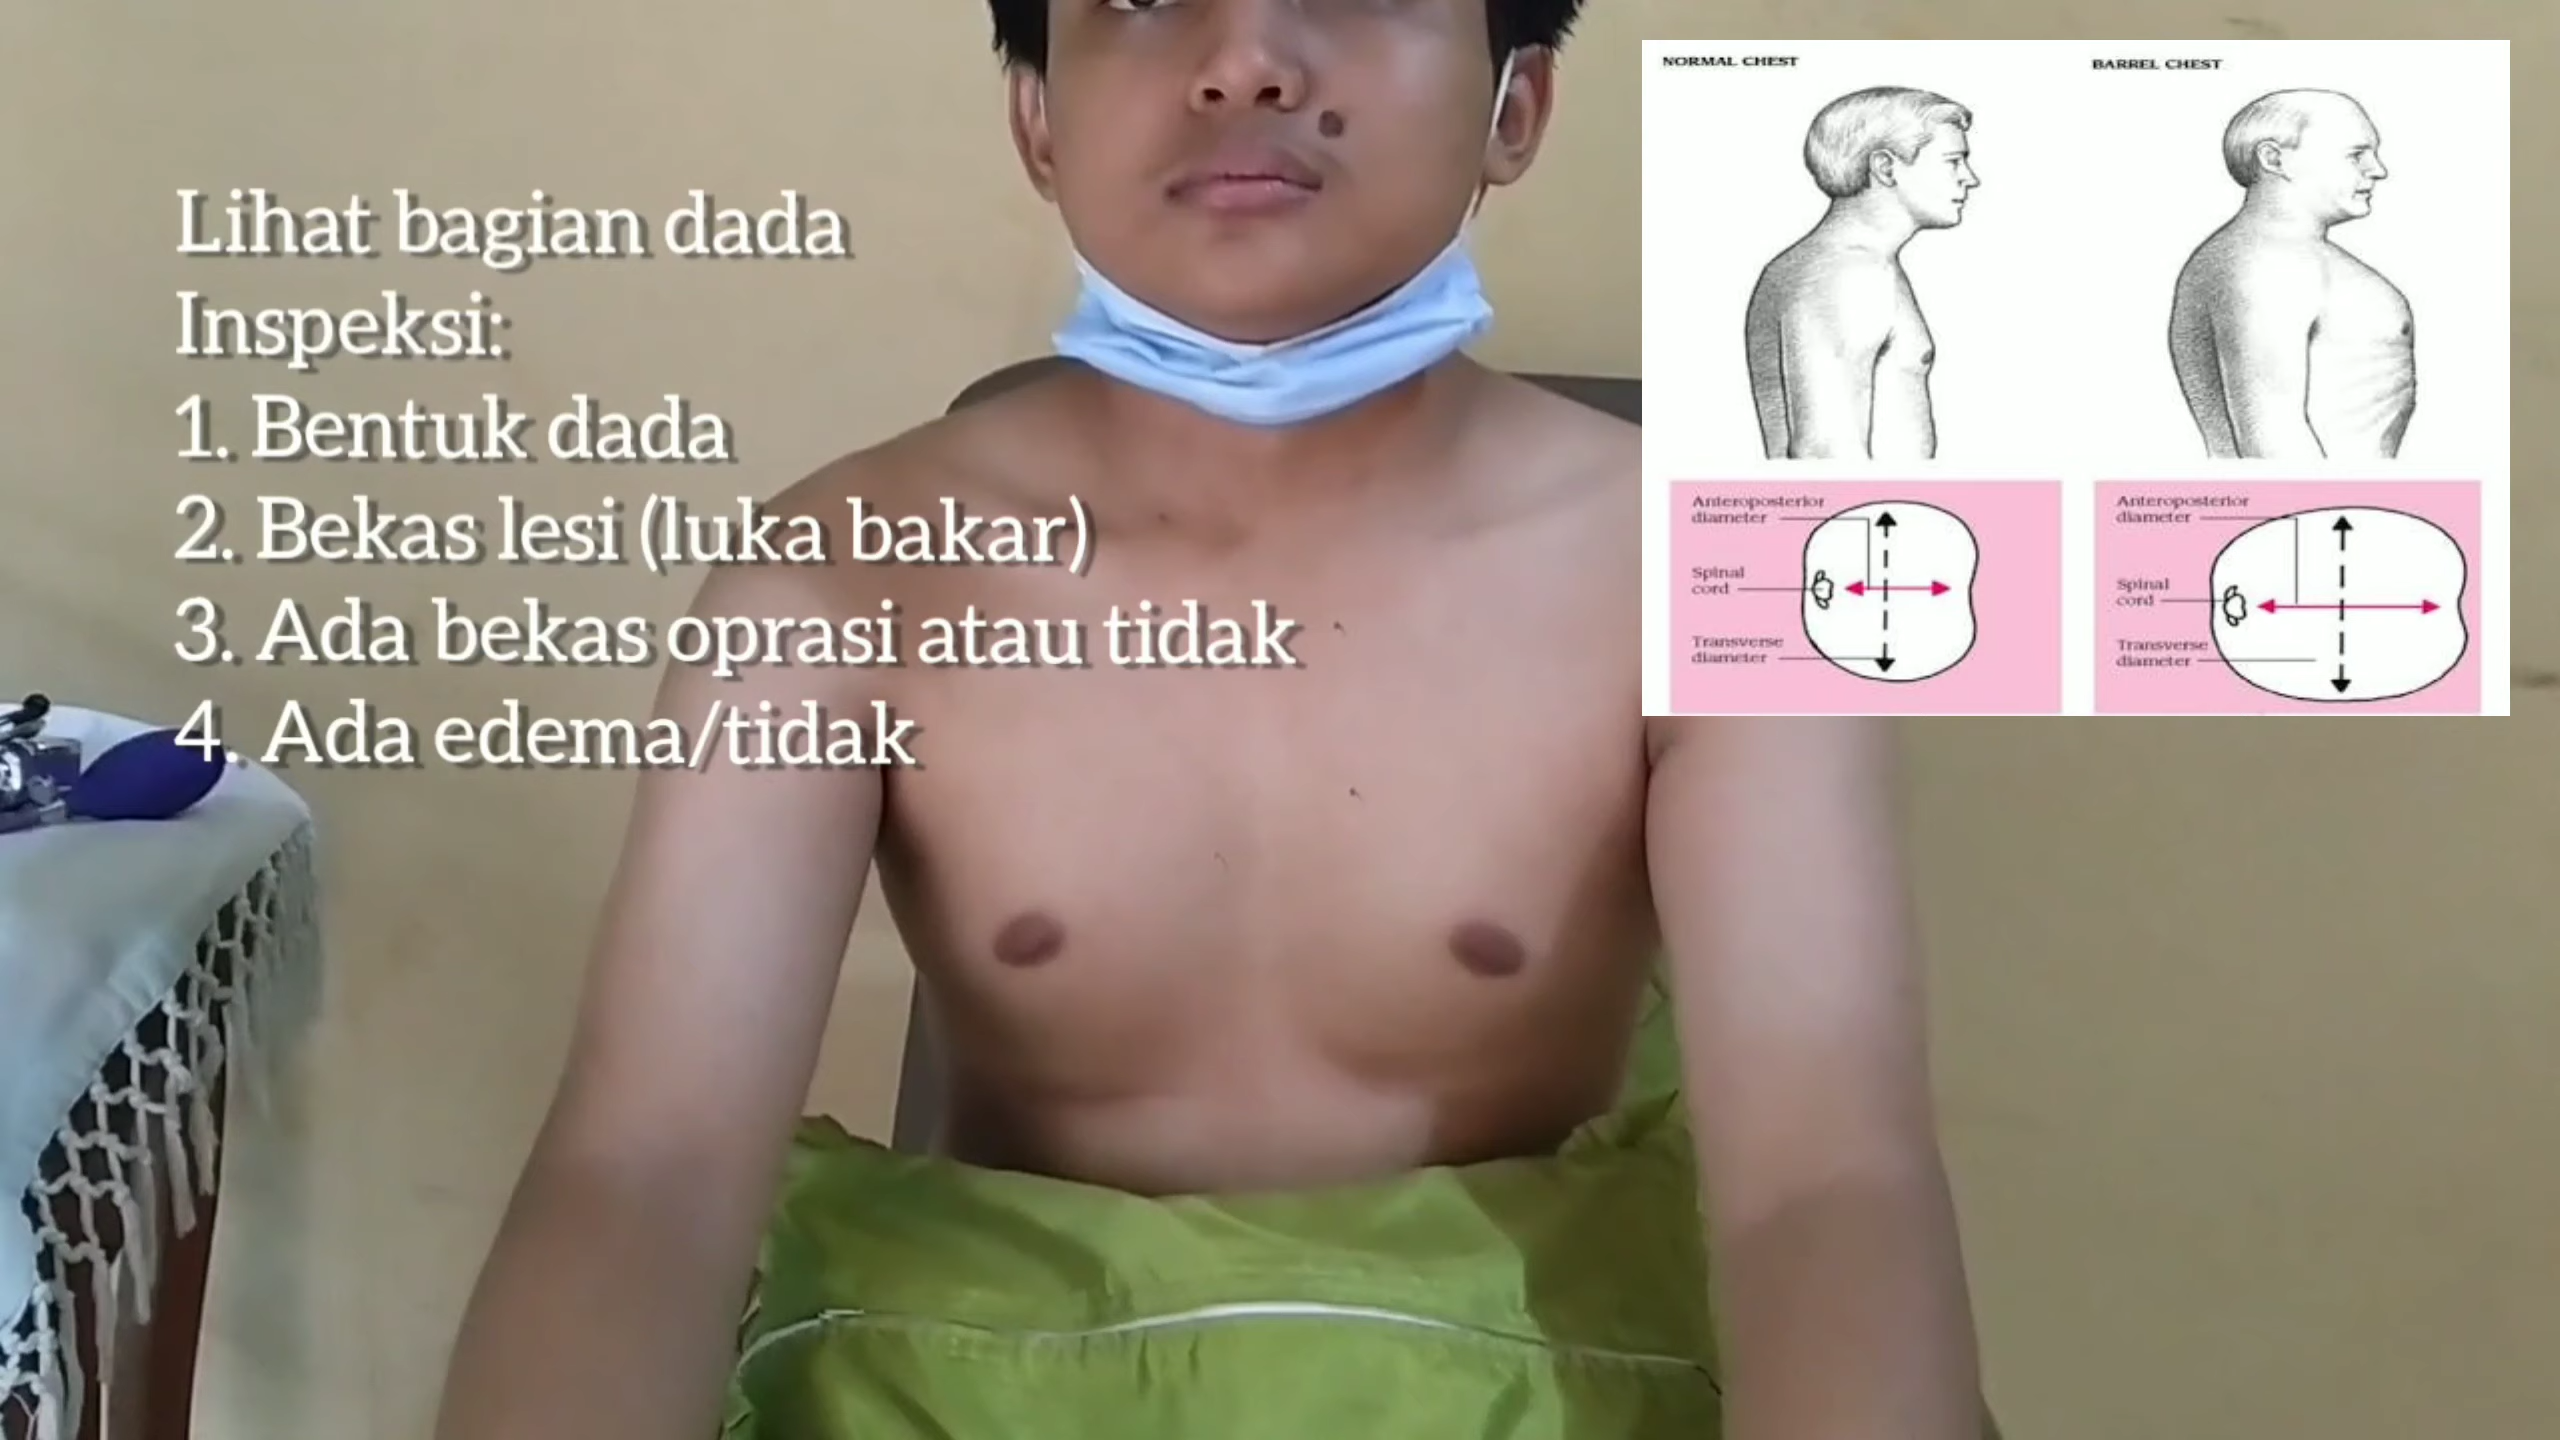 Lihat bagian dada
Inspeksi:
1. Bentuk dada
2. Bekas lesi (luka bakar)
3. Ada bekas oprasi atau tidak
4. Ada edema/tidak
NORMAL CHEST
BARREL CHEST
Anteroposterior
diameter
Spinal
cord
Transverse
diameter
Anteroposterior
diameter
Spinal
cord
Transverse
diameter